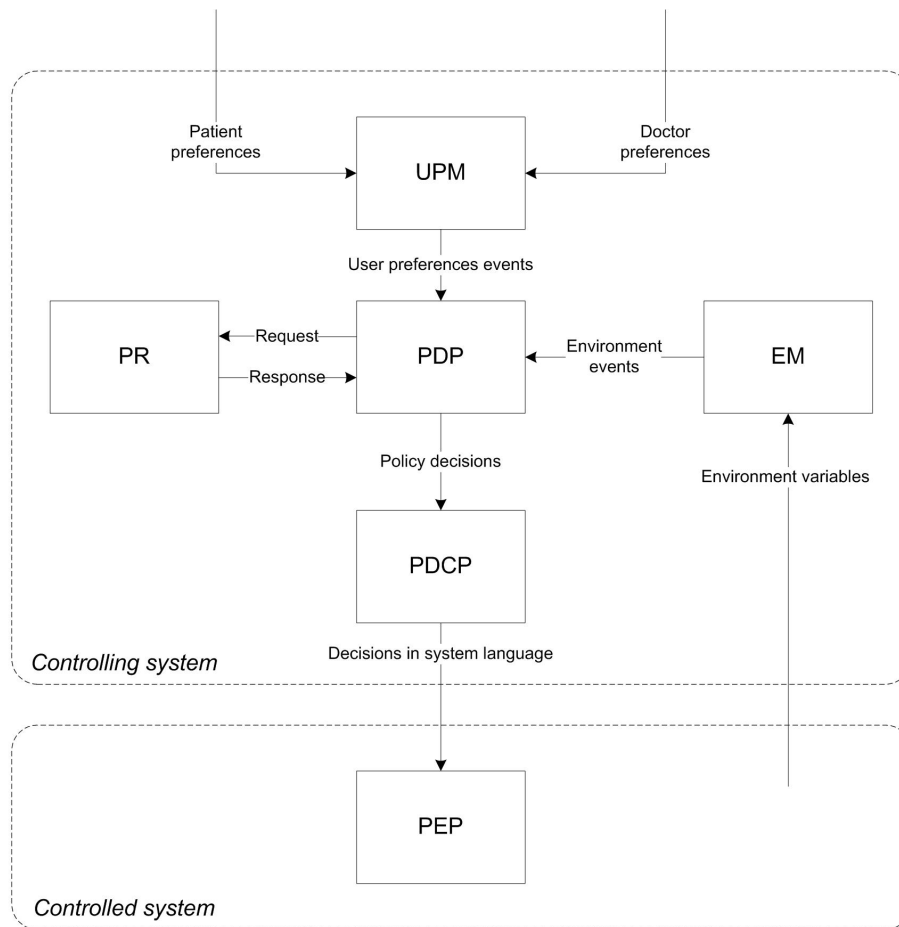 Patient
preferences
Doctor
preferences
UPM
User preferences events
PR
Request
Response
PDP
Environment
events
EM
Policy decisions
Environment variables
PDCP
Decisions in system language
Controlling system
PEP
Controlled system